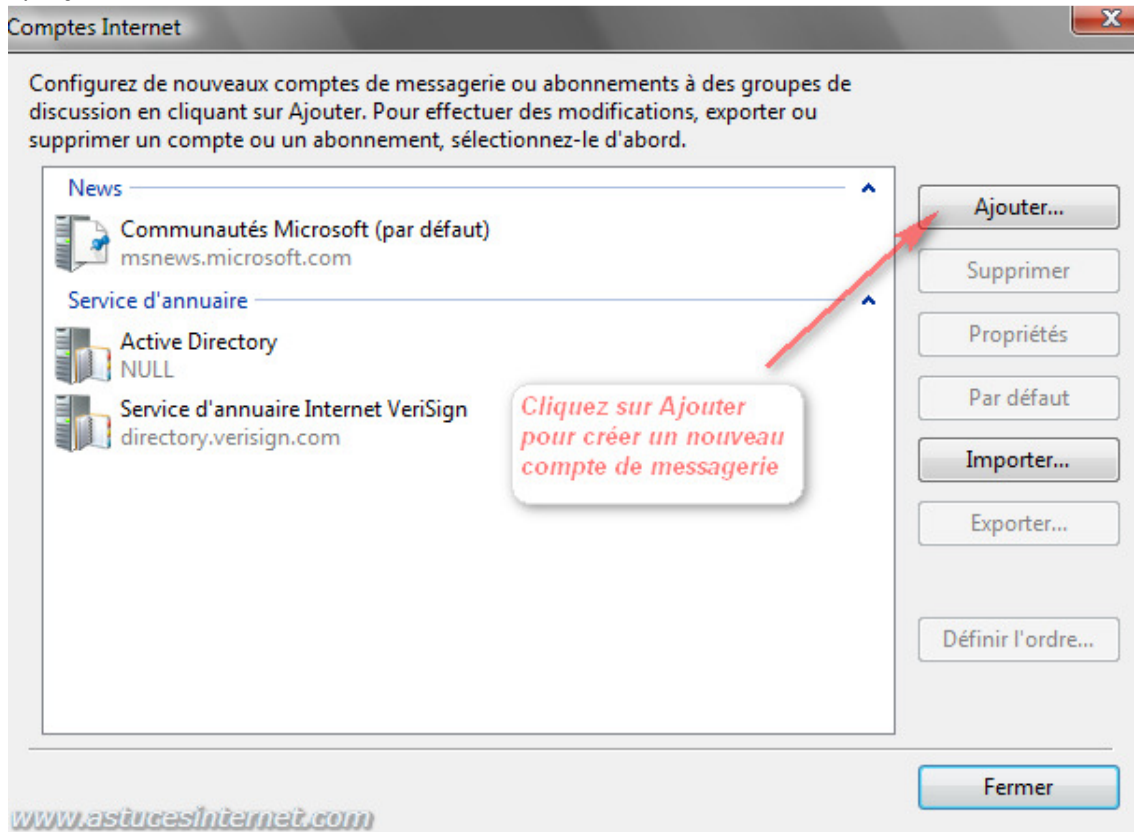 Comptes Internet
Configurez de nouveaux comptes de messagerie ou abonnements à des groupes de
discussion en cliquant sur Ajouter. Pour effectuer des modifications, exporter ou
supprimer un compte ou un abonnement, sélectionnez-le d'abord.
News
Communautés Microsoft (par défaut)
msnews.microsoft.com
Service d'annuaire
Active Directory
NULL
Service d'annuaire Internet VeriSign
directory.verisign.com
Cliquez sur Ajouter
pour créer un nouveau
compte de messagerie
Ajouter...
Supprimer
Propriétés
Par défaut
Importer...
Exporter...
Définir l'ordre...
Fermer
www.astucesinternet.com